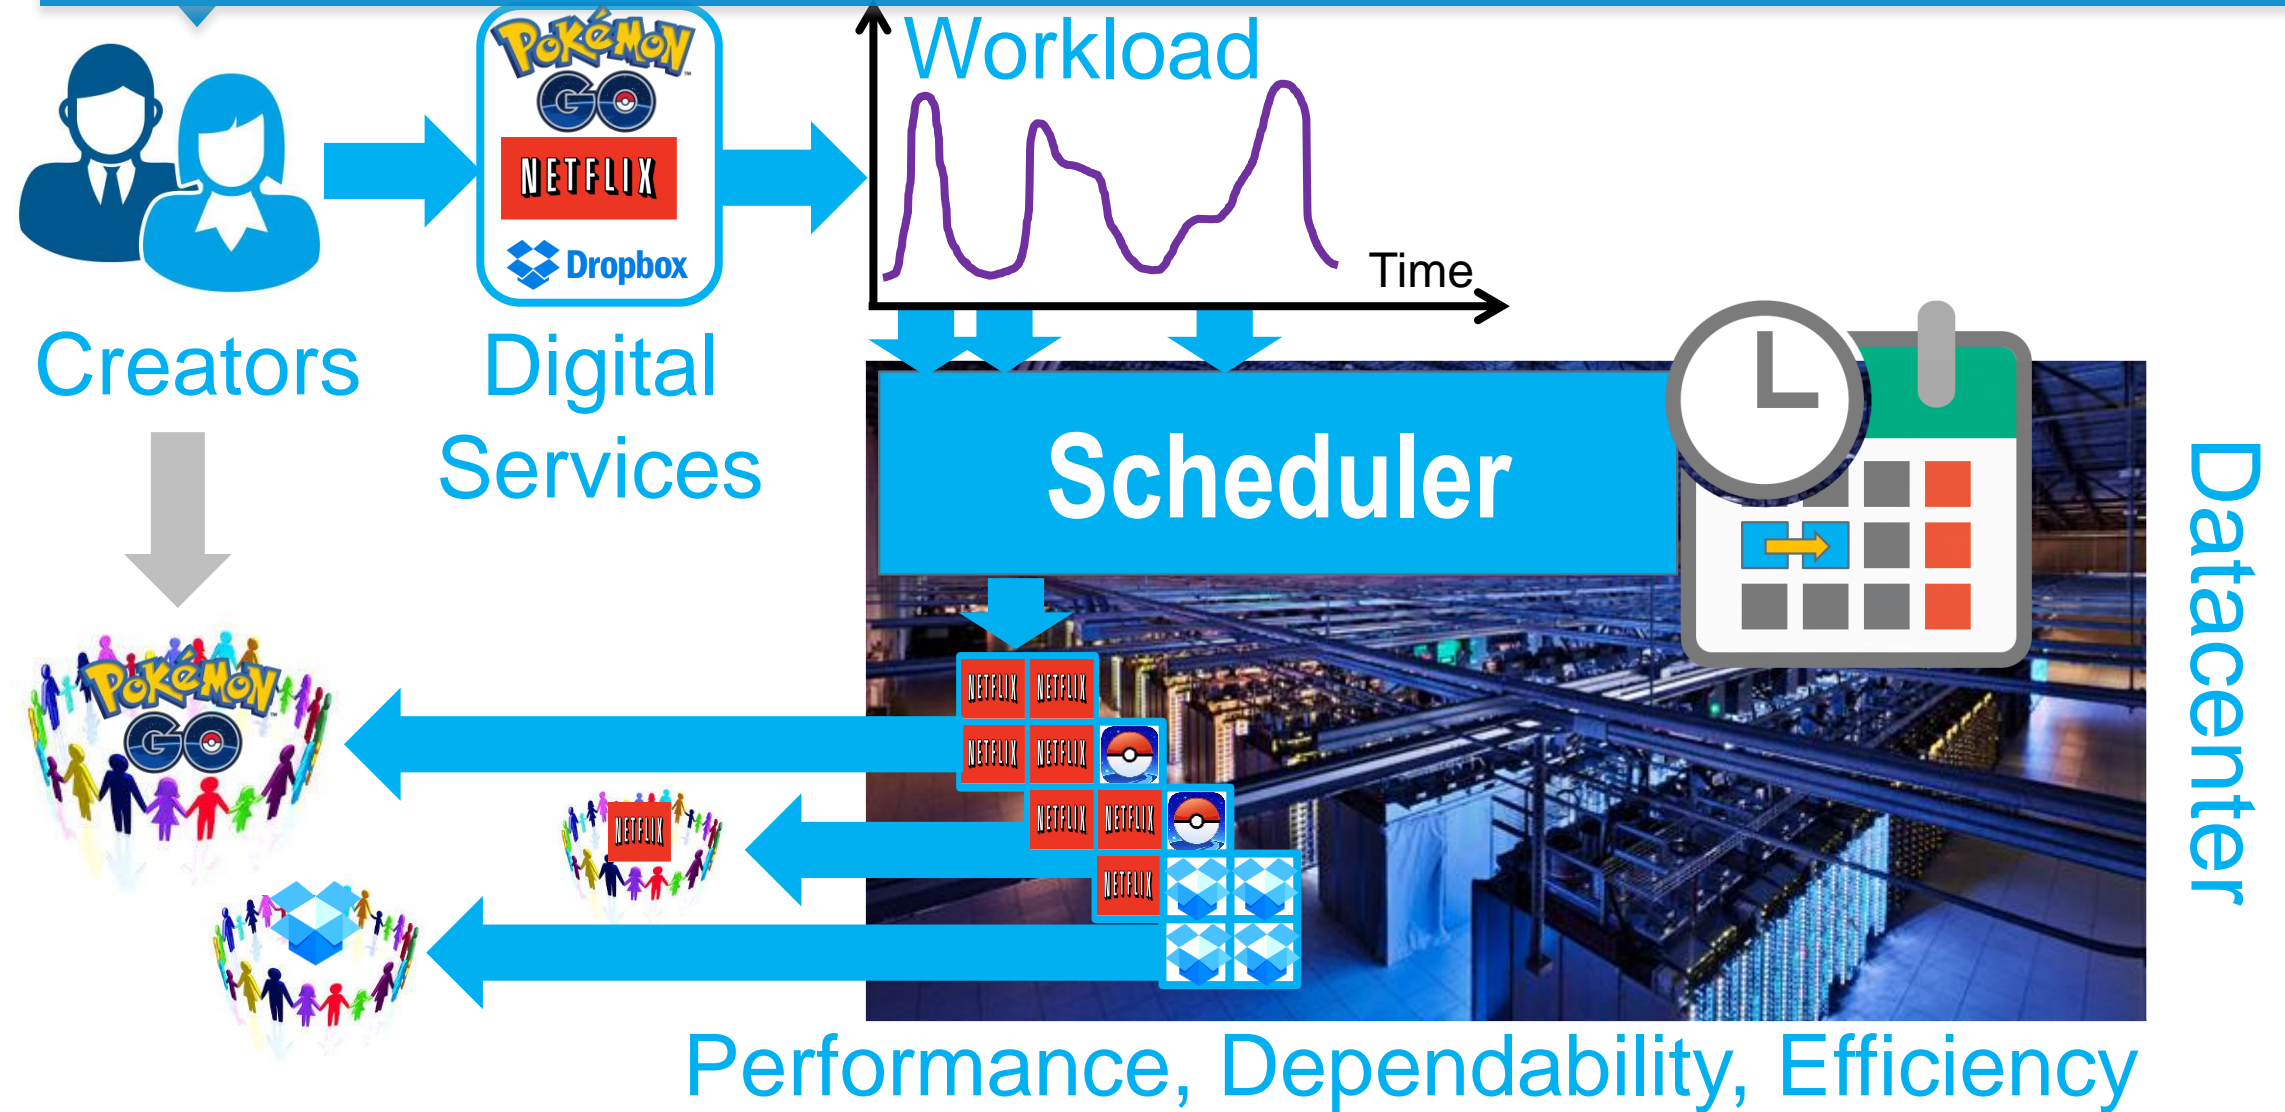 POKÉMON
GO
NETFLIX
Dropbox
Workload
Time
Creators
Digital
Services
Scheduler
Datacenter
NETFLIX NETFLIX
NETFLIX NETFLIX
NETFLIX NETFLIX
NETFLIX
POKÉMON
GO
NETFLIX
Performance, Dependability, Efficiency